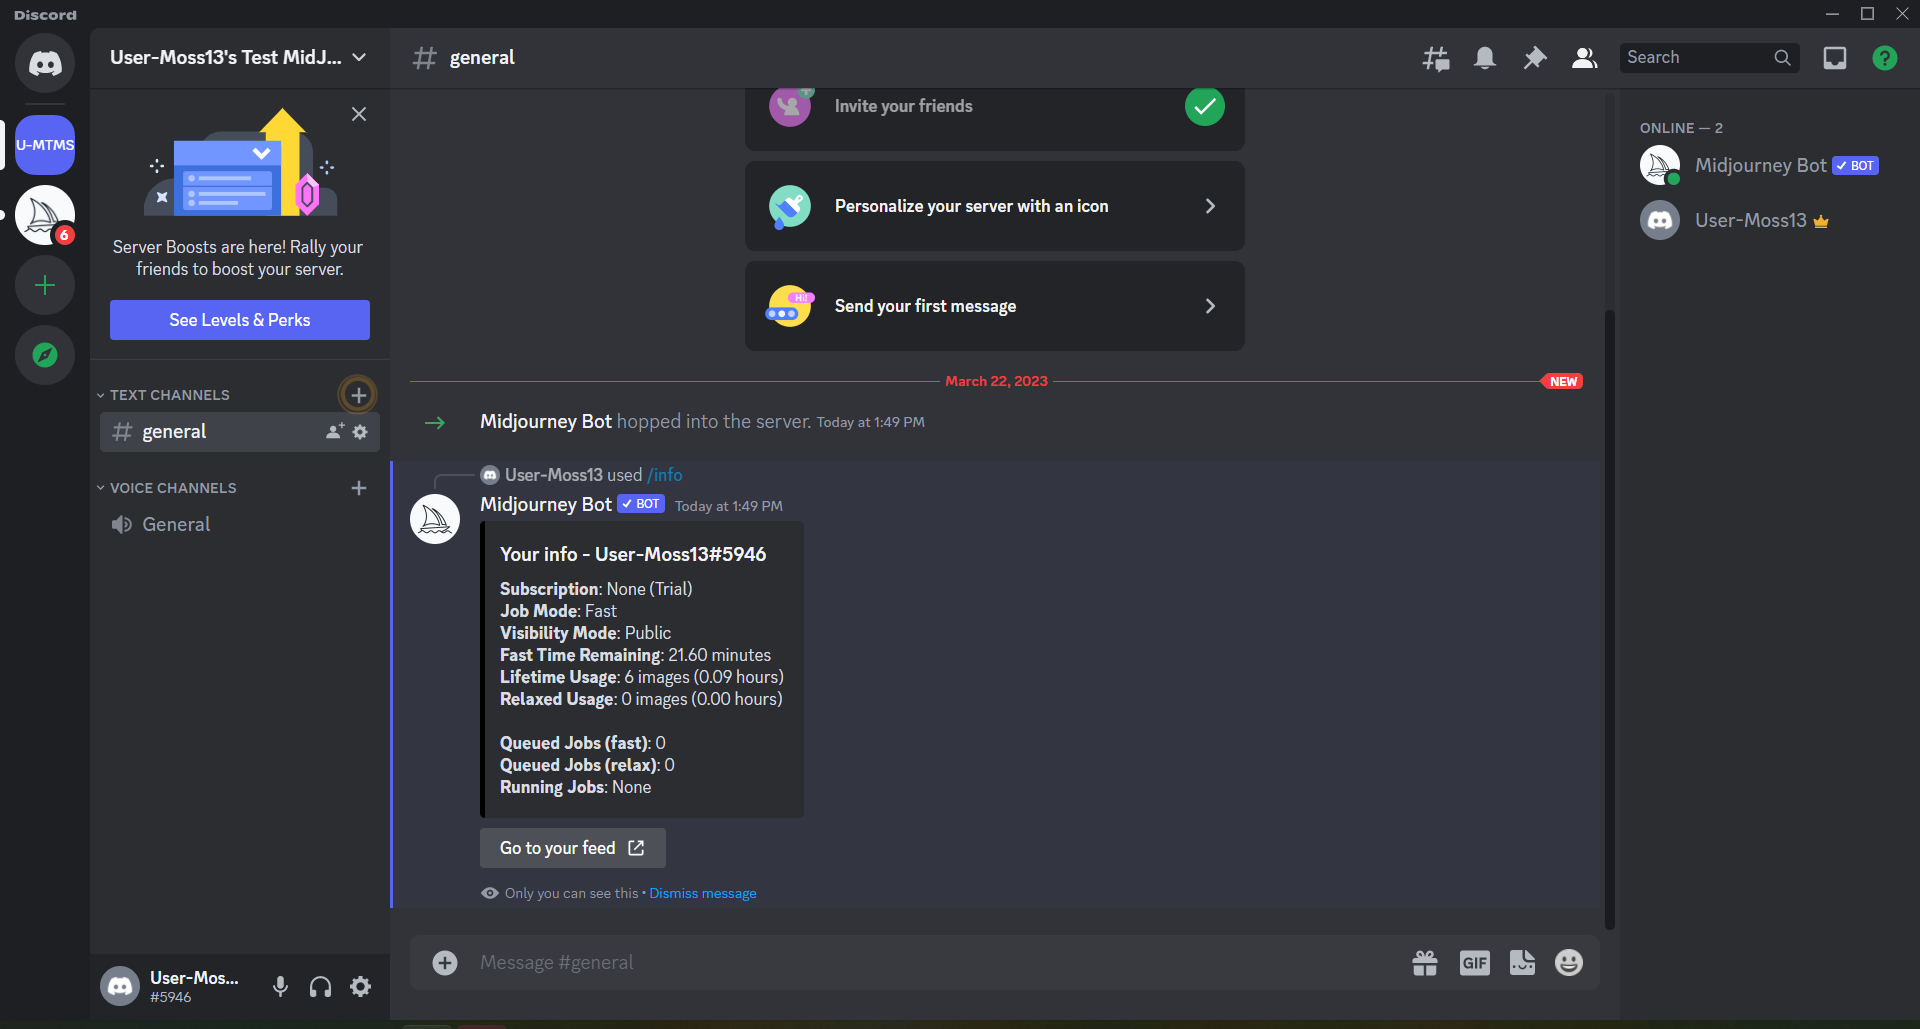 Discord
User-Moss13's Test MidJ...
general
Search
U-MTMS
6
Server Boosts are here! Rally your
friends to boost your server.
See Levels & Perks
TEXT CHANNELS
general
VOICE CHANNELS
General
User-Mos...
#5946
Invite your friends
Personalize your server with an icon
Hi!
Send your first message
March 22, 2023
NEW
Midjourney Bot hopped into the server. Today at 1:49 PM
User-Moss13 used /info
Midjourney Bot BOT Today at 1:49 PM
Your info - User-Moss13#5946
Subscription: None (Trial)
Job Mode: Fast
Visibility Mode: Public
Fast Time Remaining: 21.60 minutes
Lifetime Usage: 6 images (0.09 hours)
Relaxed Usage: 0 images (0.00 hours)
Queued Jobs (fast): 0
Queued Jobs (relax): 0
Running Jobs: None
Go to your feed
Only you can see this • Dismiss message
Message #general
GIF
ONLINE — 2
Midjourney Bot BOT
User-Moss13